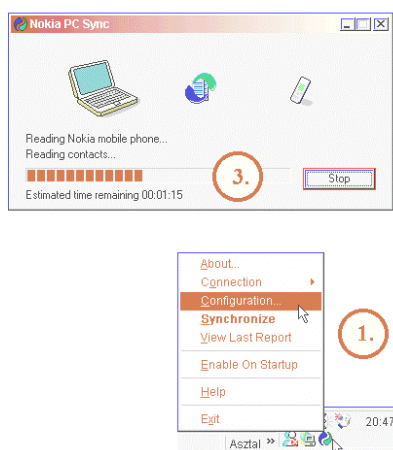 Nokia PC Sync
Reading Nokia mobile phone...
Reading contacts...
3.
Stop
Estimated time remaining 00:01:15
About...
Connection
Configuration...
Synchronize
1.
View Last Report
Enable On Startup
Help
Exit
20:47
Asztal »